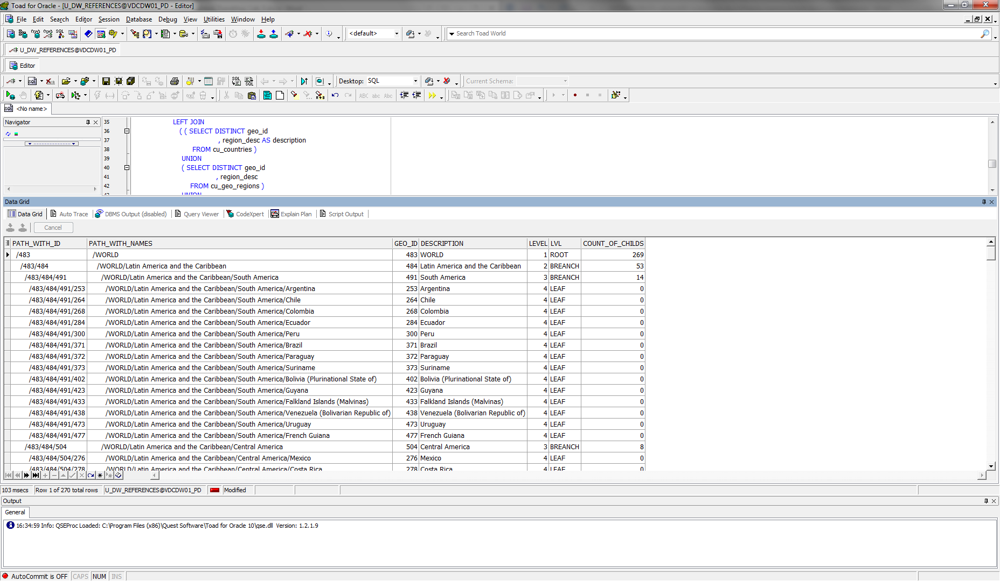 Toad for Oracle - [U_DW_REFERENCES@VDCDW01_PD - Editor]
File Edit Search Editor Session Database Debug View Utilities Window Help
<default> Search Toad World
U_DW_REFERENCES@VDCDW01_PD
Editor
Desktop: SQL Current Schema:
<No name>
Navigator
35 LEFT JOIN
36 ( ( SELECT DISTINCT geo_id
37 , region_desc AS description
38 FROM cu_countries )
39 UNION
40 ( SELECT DISTINCT geo_id
41 , region_desc
42 FROM cu_geo_regions )
43 UNION
Data Grid
Data Grid Auto Trace DBMS Output (disabled) Query Viewer CodeXpert Explain Plan Script Output
Cancel
PATH_WITH_ID PATH_WITH_NAMES GEO_ID DESCRIPTION LEVEL LVL COUNT_OF_CHILDS
/483 /WORLD 483 WORLD 1 ROOT 269
/483/484 /WORLD/Latin America and the Caribbean 484 Latin America and the Caribbean 2 BREANCH 53
/483/484/491 /WORLD/Latin America and the Caribbean/South America 491 South America 3 BREANCH 14
/483/484/491/253 /WORLD/Latin America and the Caribbean/South America/Argentina 253 Argentina 4 LEAF 0
/483/484/491/264 /WORLD/Latin America and the Caribbean/South America/Chile 264 Chile 4 LEAF 0
/483/484/491/268 /WORLD/Latin America and the Caribbean/South America/Colombia 268 Colombia 4 LEAF 0
/483/484/491/284 /WORLD/Latin America and the Caribbean/South America/Ecuador 284 Ecuador 4 LEAF 0
/483/484/491/300 /WORLD/Latin America and the Caribbean/South America/Peru 300 Peru 4 LEAF 0
/483/484/491/371 /WORLD/Latin America and the Caribbean/South America/Brazil 371 Brazil 4 LEAF 0
/483/484/491/372 /WORLD/Latin America and the Caribbean/South America/Paraguay 372 Paraguay 4 LEAF 0
/483/484/491/373 /WORLD/Latin America and the Caribbean/South America/Suriname 373 Suriname 4 LEAF 0
/483/484/491/402 /WORLD/Latin America and the Caribbean/South America/Bolivia (Plurinational State of) 402 Bolivia (Plurinational State of) 4 LEAF 0
/483/484/491/423 /WORLD/Latin America and the Caribbean/South America/Guyana 423 Guyana 4 LEAF 0
/483/484/491/433 /WORLD/Latin America and the Caribbean/South America/Falkland Islands (Malvinas) 433 Falkland Islands (Malvinas) 4 LEAF 0
/483/484/491/438 /WORLD/Latin America and the Caribbean/South America/Venezuela (Bolivarian Republic of) 438 Venezuela (Bolivarian Republic of) 4 LEAF 0
/483/484/491/473 /WORLD/Latin America and the Caribbean/South America/Uruguay 473 Uruguay 4 LEAF 0
/483/484/491/477 /WORLD/Latin America and the Caribbean/South America/French Guiana 477 French Guiana 4 LEAF 0
/483/484/504 /WORLD/Latin America and the Caribbean/Central America 504 Central America 3 BREANCH 8
/483/484/504/276 /WORLD/Latin America and the Caribbean/Central America/Mexico 276 Mexico 4 LEAF 0
/483/484/504/278 /WORLD/Latin America and the Caribbean/Central America/Costa Rica 278 Costa Rica 4 LEAF 0
103 msecs Row 1 of 270 total rows U_DW_REFERENCES@VDCDW01_PD Modified
Output
General
16:34:59 Info: QSEProc Loaded: C:\Program Files (x86)\Quest Software\Toad for Oracle 10\qse.dll Version: 1.2.1.9
AutoCommit is OFF CAPS NUM INS